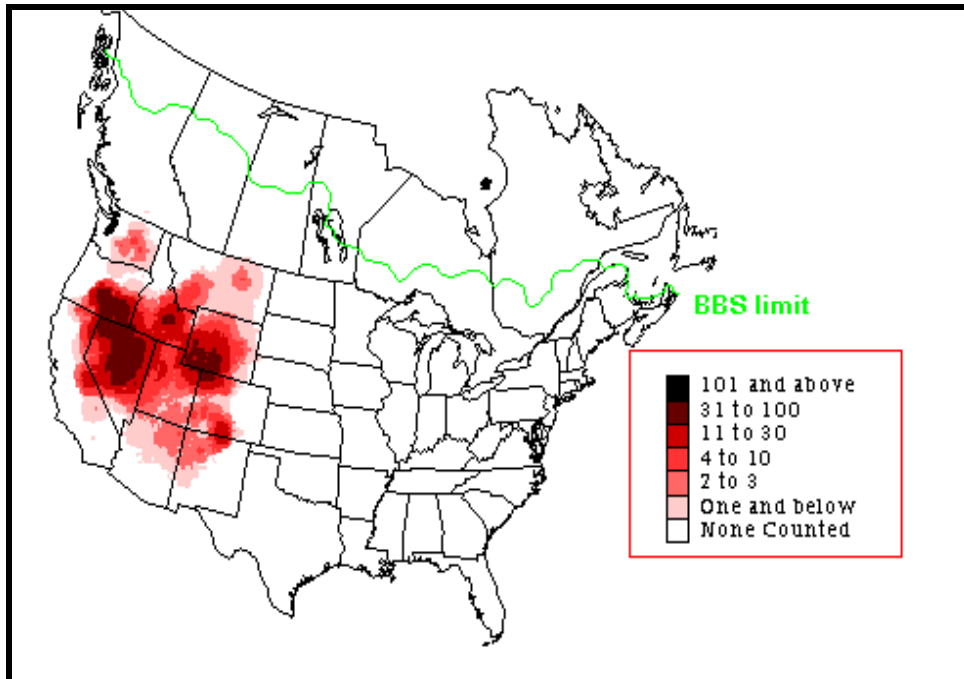 BBS limit
101 and above
31 to 100
11 to 30
4 to 10
2 to 3
One and below
None Counted